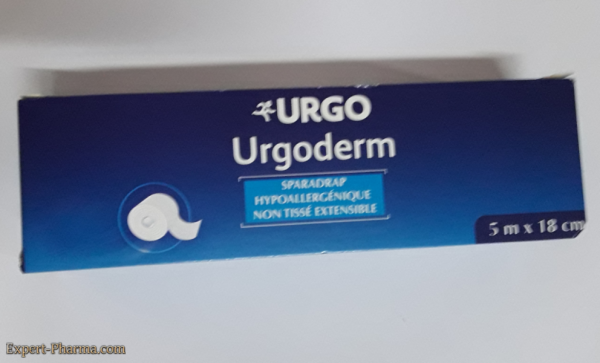 URGO
Urgoderm
SPARADRAP
HYPOALLERGÉNIQUE
NON TISSÉ EXTENSIBLE
5 m x 18 cm
Expert-Pharma.com